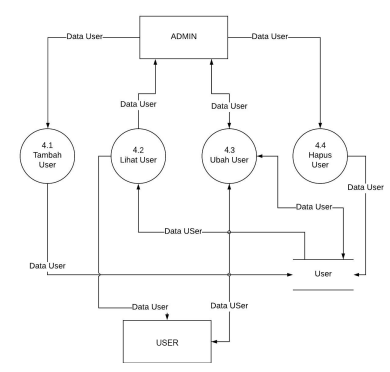 ADMIN
Data User
Data User
Data User
Data User
4.1
Tambah
User
4.2
Lihat User
4.3
Ubah User
4.4
Hapus
User
Data User
Data User
Data USer
Data User
User
Data User
Data USer
USER